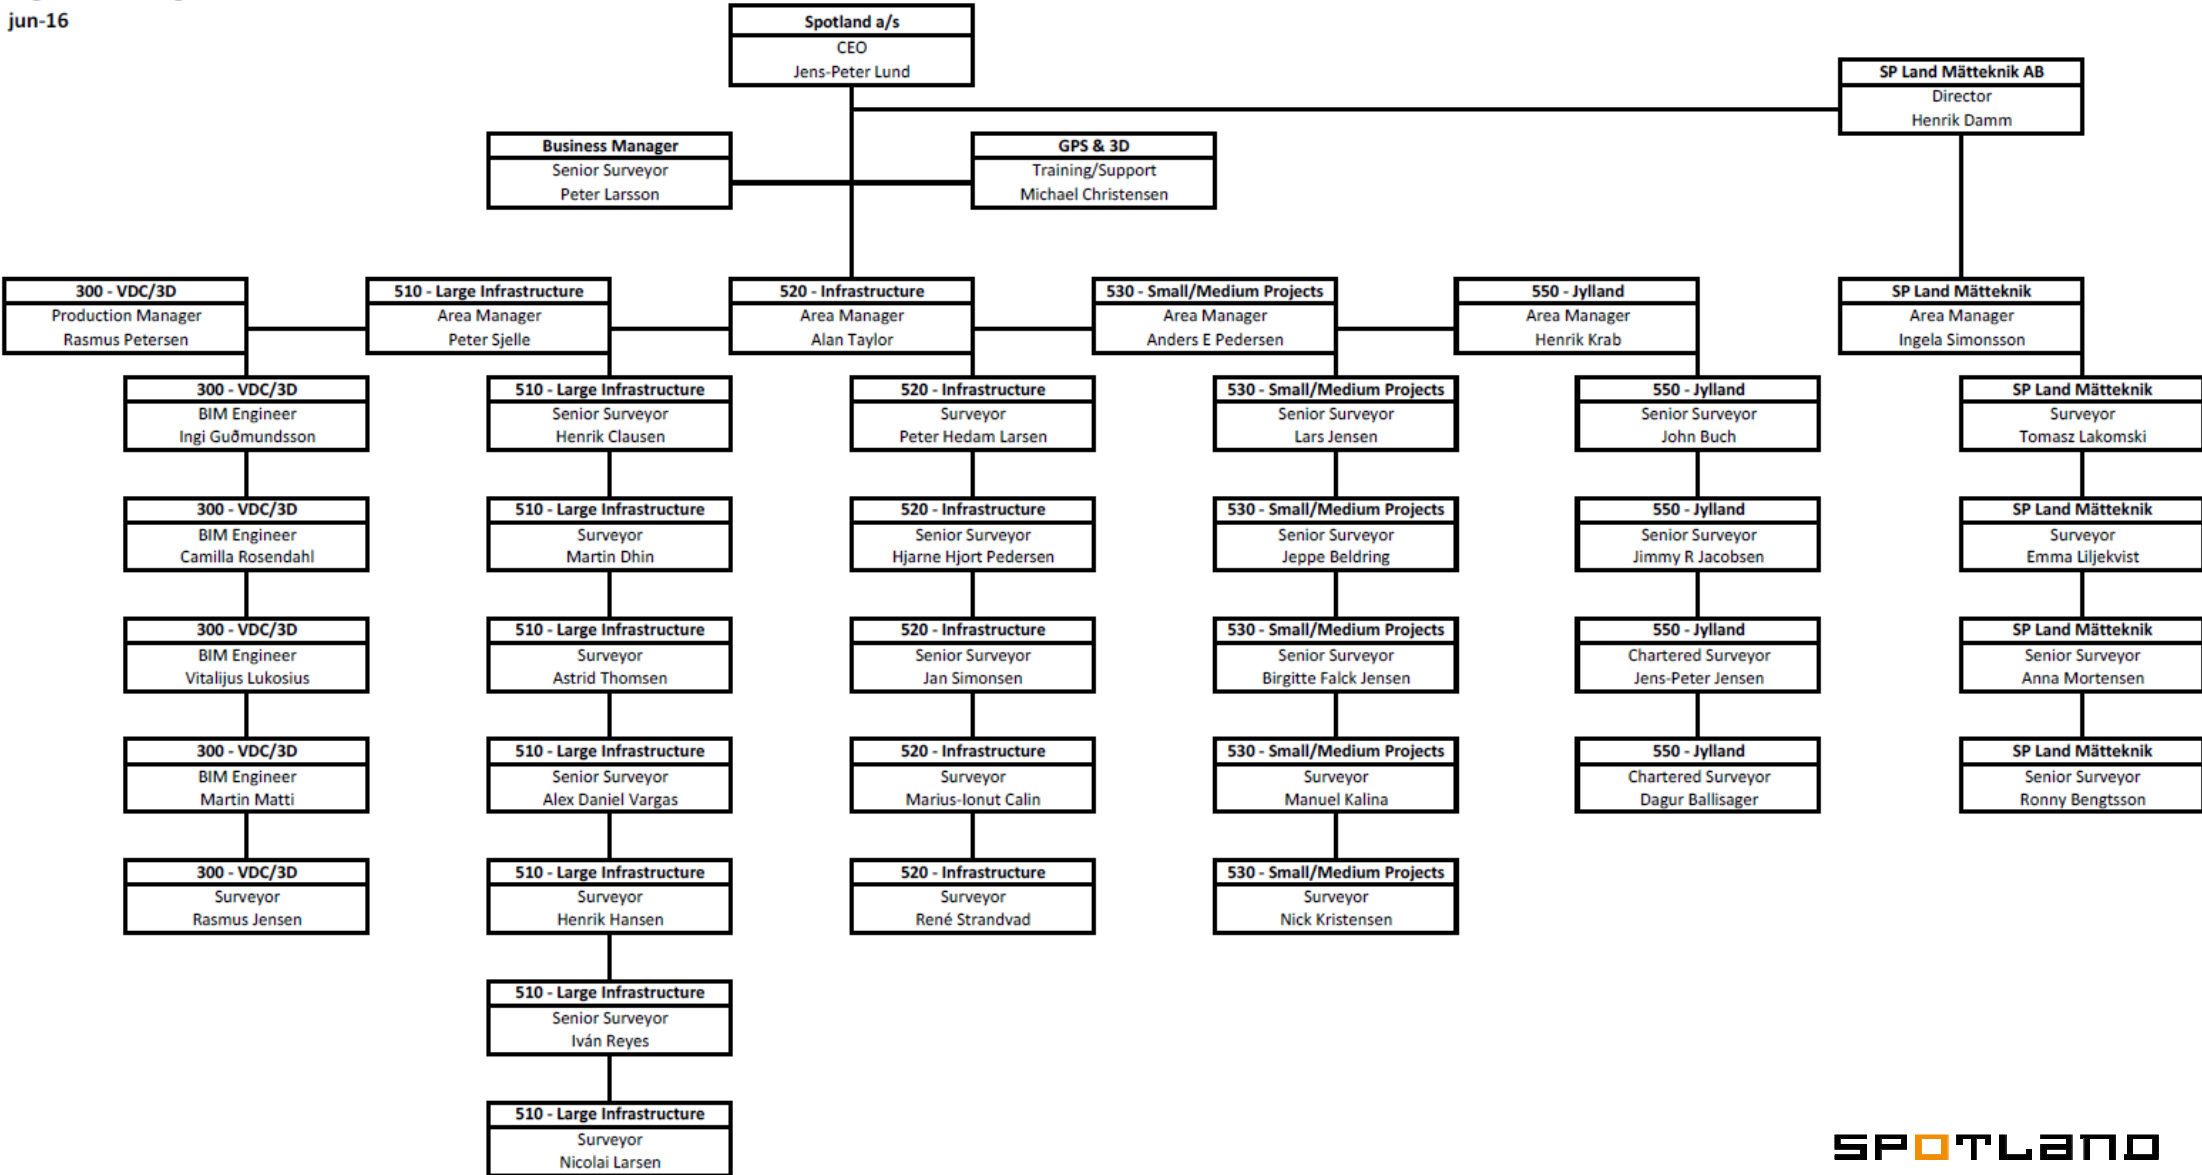 jun-16
Spotland a/s
CEO
Jens-Peter Lund
SP Land Mätteknik AB
Director
Henrik Damm
Business Manager
Senior Surveyor
Peter Larsson
GPS & 3D
Training/Support
Michael Christensen
300 - VDC/3D
Production Manager
Rasmus Petersen
510 - Large Infrastructure
Area Manager
Peter Sjelle
520 - Infrastructure
Area Manager
Alan Taylor
530 - Small/Medium Projects
Area Manager
Anders E Pedersen
550 - Jylland
Area Manager
Henrik Krab
SP Land Mätteknik
Area Manager
Ingela Simonsson
300 - VDC/3D
BIM Engineer
Ingi Guðmundsson
510 - Large Infrastructure
Senior Surveyor
Henrik Clausen
520 - Infrastructure
Surveyor
Peter Hedam Larsen
530 - Small/Medium Projects
Senior Surveyor
Lars Jensen
550 - Jylland
Senior Surveyor
John Buch
SP Land Mätteknik
Surveyor
Tomasz Lakomski
300 - VDC/3D
BIM Engineer
Camilla Rosendahl
510 - Large Infrastructure
Surveyor
Martin Dhin
520 - Infrastructure
Senior Surveyor
Hjarne Hjort Pedersen
530 - Small/Medium Projects
Senior Surveyor
Jeppe Beldring
550 - Jylland
Senior Surveyor
Jimmy R Jacobsen
SP Land Mätteknik
Surveyor
Emma Liljekvist
300 - VDC/3D
BIM Engineer
Vitalijus Lukosius
510 - Large Infrastructure
Surveyor
Astrid Thomsen
520 - Infrastructure
Senior Surveyor
Jan Simonsen
530 - Small/Medium Projects
Senior Surveyor
Birgitte Falck Jensen
550 - Jylland
Chartered Surveyor
Jens-Peter Jensen
SP Land Mätteknik
Senior Surveyor
Anna Mortensen
300 - VDC/3D
BIM Engineer
Martin Matti
510 - Large Infrastructure
Senior Surveyor
Alex Daniel Vargas
520 - Infrastructure
Surveyor
Marius-Ionut Calin
530 - Small/Medium Projects
Surveyor
Manuel Kalina
550 - Jylland
Chartered Surveyor
Dagur Ballisager
SP Land Mätteknik
Senior Surveyor
Ronny Bengtsson
300 - VDC/3D
Surveyor
Rasmus Jensen
510 - Large Infrastructure
Surveyor
Henrik Hansen
520 - Infrastructure
Surveyor
René Strandvad
530 - Small/Medium Projects
Surveyor
Nick Kristensen
510 - Large Infrastructure
Senior Surveyor
Iván Reyes
510 - Large Infrastructure
Surveyor
Nicolai Larsen
SPOTLAND